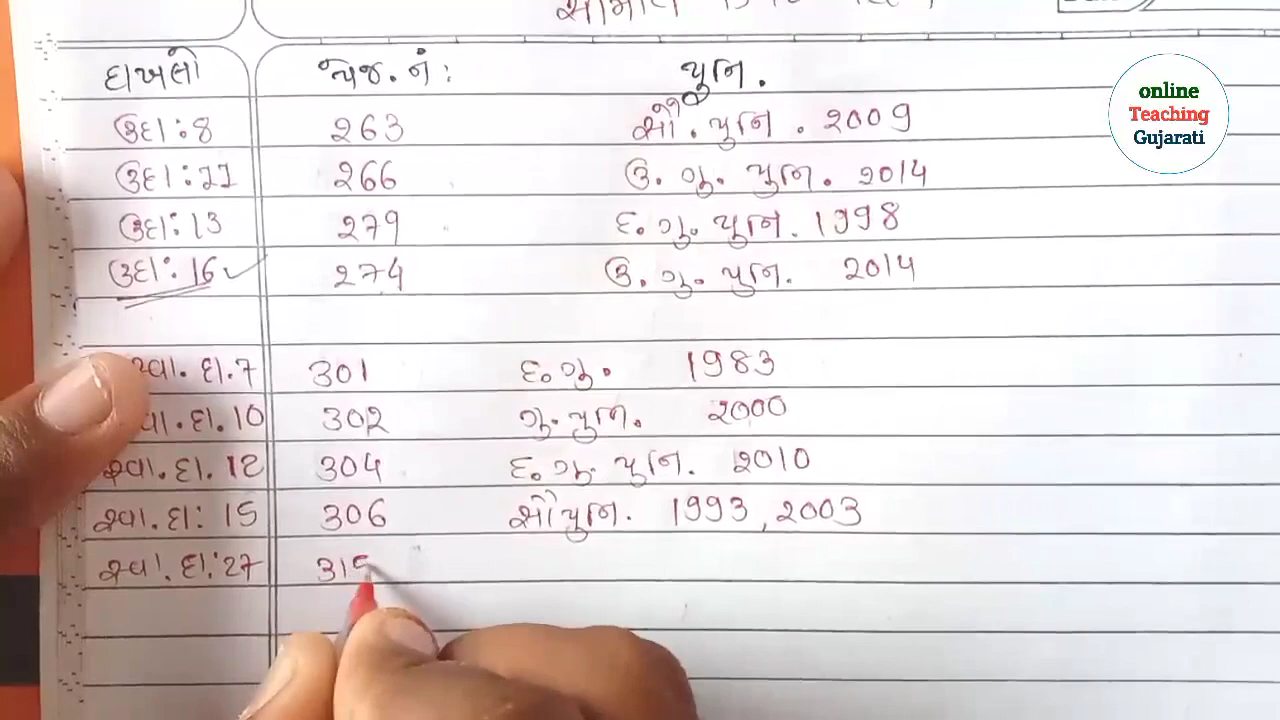 દાખલો પેજ.નં: યુનિ.
ઉદા:8 263 સૌ.યુનિ. 2009
ઉદા:11 266 ઉ.ગુ.યુનિ. 2014
ઉદા:13 279 દ.ગુ.યુનિ. 1998
ઉદા:16 274 ઉ.ગુ.યુનિ. 2014
સ્વા.દા.7 301 દ.ગુ. 1983
સ્વા.દા.10 302 ગુ.યુનિ. 2000
સ્વા.દા.12 304 દ.ગુ.યુનિ. 2010
સ્વા.દા:15 306 સૌયુનિ. 1993,2003
સ્વા.દા:27
online
Teaching
Gujarati